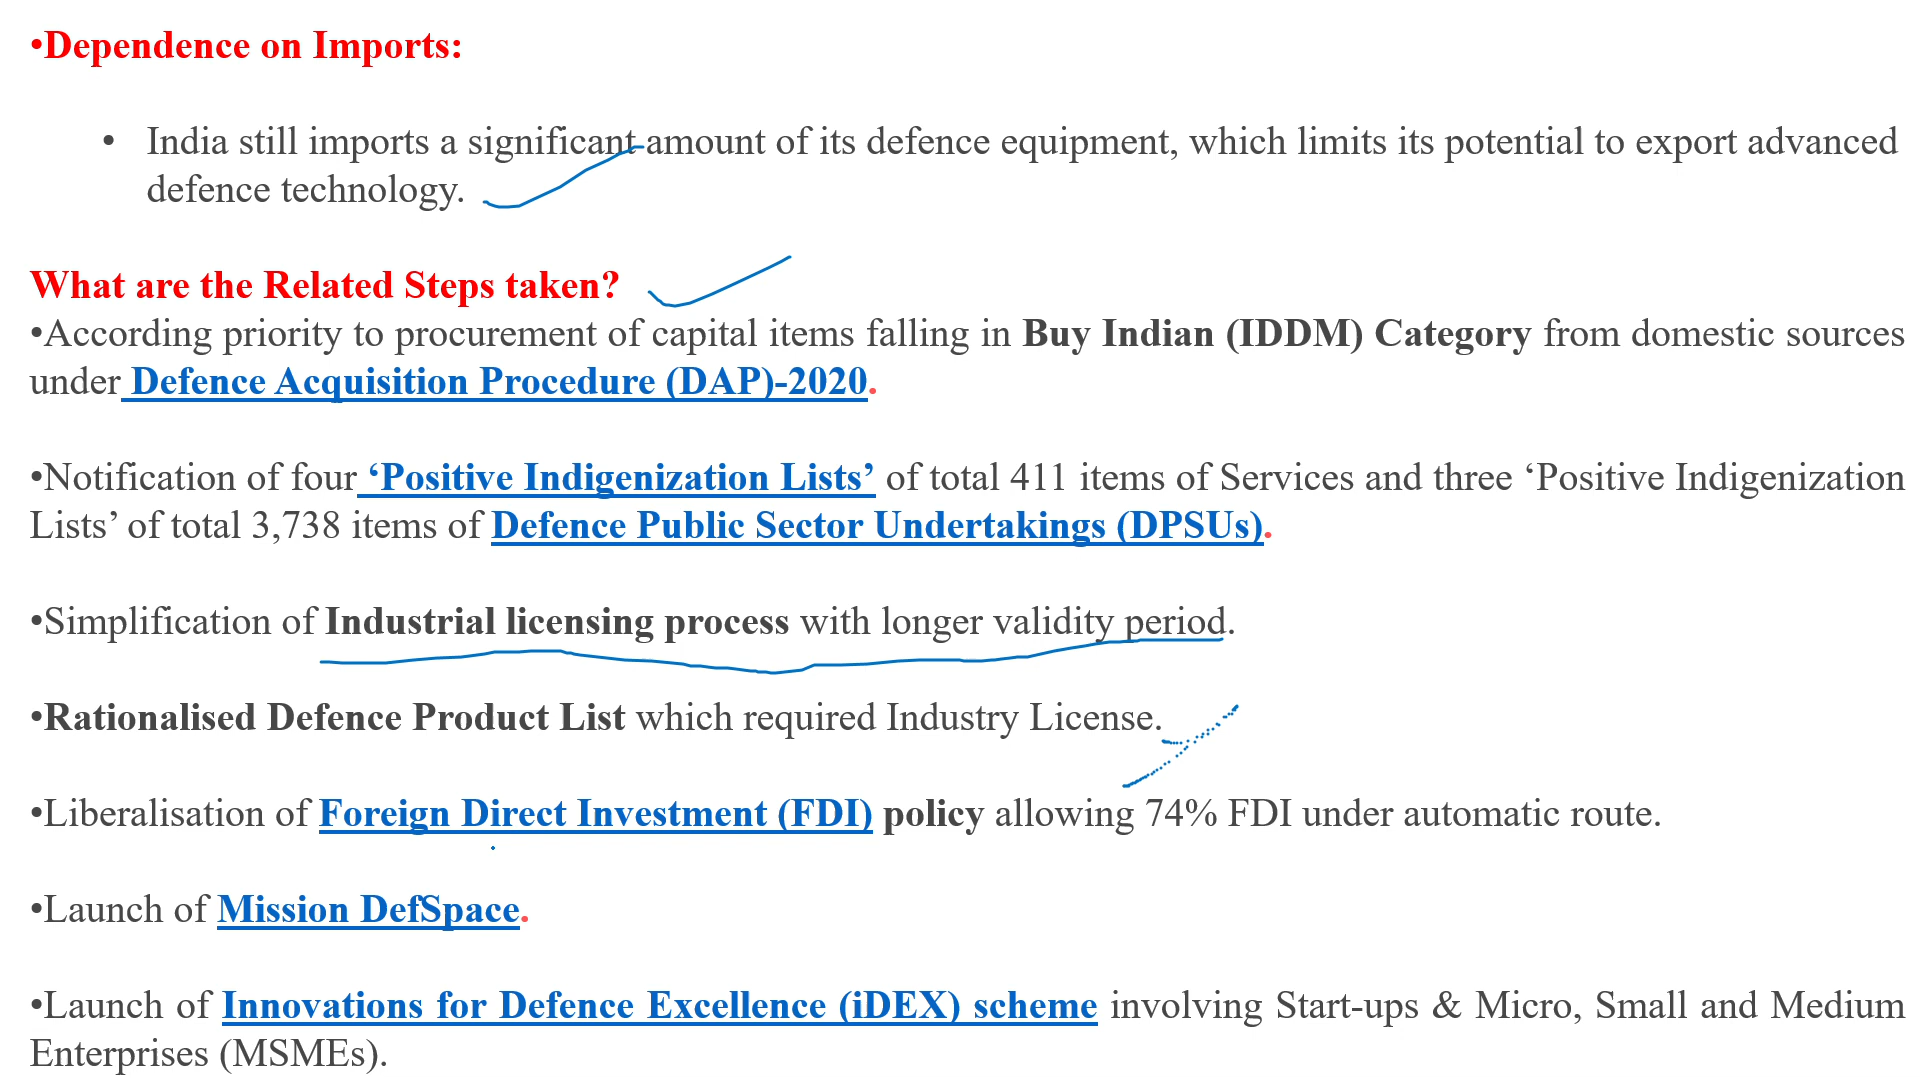 •Dependence on Imports:
• India still imports a significant amount of its defence equipment, which limits its potential to export advanced
defence technology.
What are the Related Steps taken?
•According priority to procurement of capital items falling in Buy Indian (IDDM) Category from domestic sources
under Defence Acquisition Procedure (DAP)-2020.
•Notification of four ‘Positive Indigenization Lists’ of total 411 items of Services and three ‘Positive Indigenization
Lists’ of total 3,738 items of Defence Public Sector Undertakings (DPSUs).
•Simplification of Industrial licensing process with longer validity period.
•Rationalised Defence Product List which required Industry License.
•Liberalisation of Foreign Direct Investment (FDI) policy allowing 74% FDI under automatic route.
•Launch of Mission DefSpace.
•Launch of Innovations for Defence Excellence (iDEX) scheme involving Start-ups & Micro, Small and Medium
Enterprises (MSMEs).